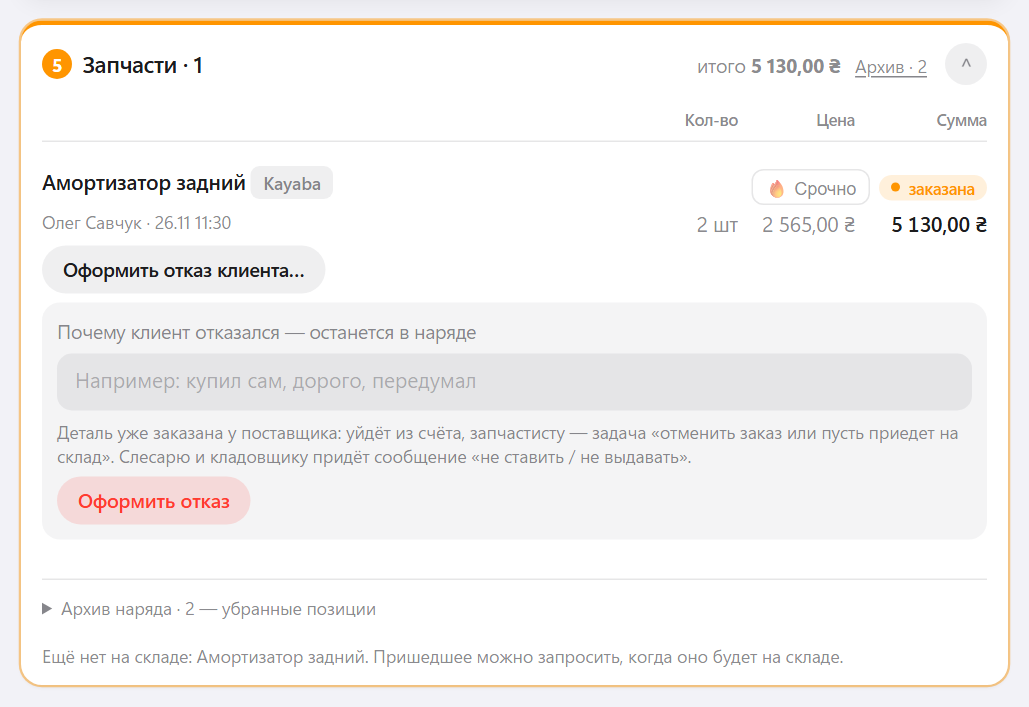 5 Запчасти · 1 итого 5 130,00 ₴ Архив · 2 ^
Кол-во Цена Сумма
Амортизатор задний Kayaba 🔥 Срочно • заказана
Олег Савчук · 26.11 11:30 2 шт 2 565,00 ₴ 5 130,00 ₴
Оформить отказ клиента...
Почему клиент отказался — останется в наряде
Например: купил сам, дорого, передумал
Деталь уже заказана у поставщика: уйдёт из счёта, запчастисту — задача «отменить заказ или пусть приедет на
склад». Слесарю и кладовщику придёт сообщение «не ставить / не выдавать».
Оформить отказ
▶ Архив наряда · 2 — убранные позиции
Ещё нет на складе: Амортизатор задний. Пришедшее можно запросить, когда оно будет на складе.